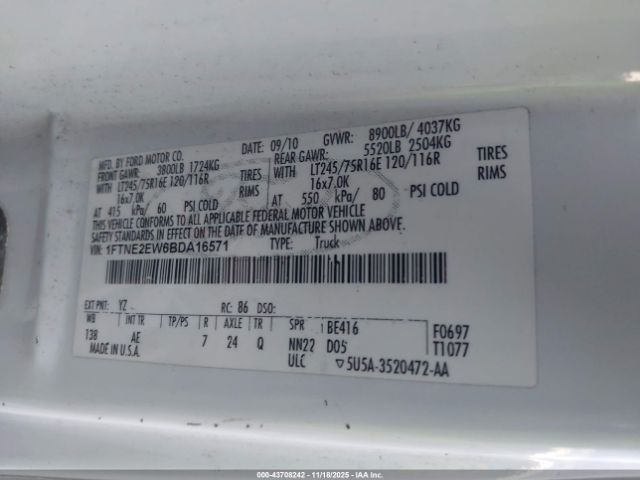 MFD. BY FORD MOTOR CO. DATE: 09/10 GVWR: 8900LB/ 4037KG
FRONT GAWR: 3800LB 1724KG REAR GAWR: 5520LB 2504KG
WITH LT245/75R16E 120/116R TIRES WITH LT245/75R16E 120/116R TIRES
16x7.0K RIMS 16x7.0K RIMS
AT 415 kPa/ 60 PSI COLD AT 550 kPa/ 80 PSI COLD
THIS VEHICLE CONFORMS TO ALL APPLICABLE FEDERAL MOTOR VEHICLE
SAFETY STANDARDS IN EFFECT ON THE DATE OF MANUFACTURE SHOWN ABOVE.
VIN: 1FTNE2EW6BDA16571 TYPE: Truck
EXT PNT: YZ RC: 86 DSO:
WB INT TR TP/PS R AXLE TR SPR BE416 F0697
138 AE 7 24 Q NN22 D05 T1077
MADE IN U.S.A. ULC ▽5U5A-3520472-AA
000-43708242 - 11/18/2025 - IAA Inc.